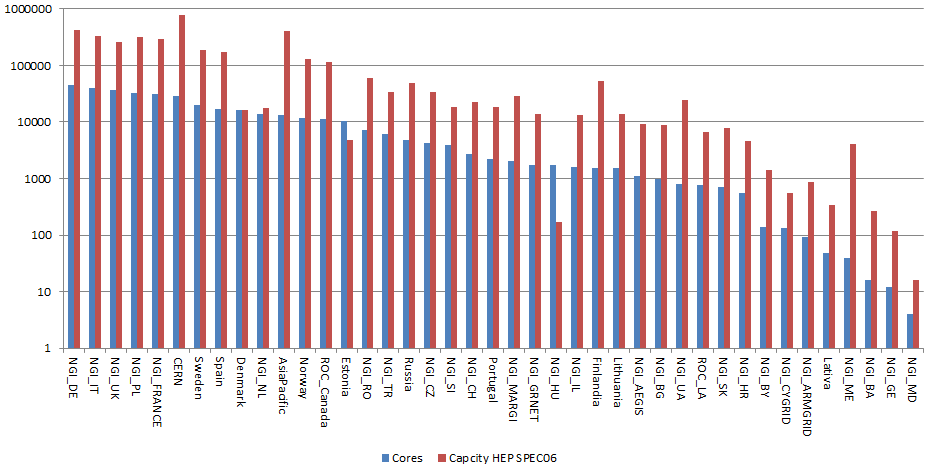 1000000
100000
10000
1000
100
10
1
NGI_DE
NGI_IT
NGI_UK
NGI_PL
NGI_FRANCE
CERN
Sweden
Spain
Denmark
NGI_NL
AsiaPacific
Norway
ROC_Canada
Estonia
NGI_RO
NGI_TR
Russia
NGI_CZ
NGI_SI
NGI_CH
Portugal
NGI_MARGI
NGI_GRNET
NGI_HU
NGI_IL
Finlandia
Lithuania
NGI_AEGIS
NGI_BG
NGI_UA
ROC_LA
NGI_SK
NGI_HR
NGI_BY
NGI_CYGRID
NGI_ARMGRID
Lativa
NGI_ME
NGI_BA
NGI_GE
NGI_MD
Cores
Capcity HEP SPEC06